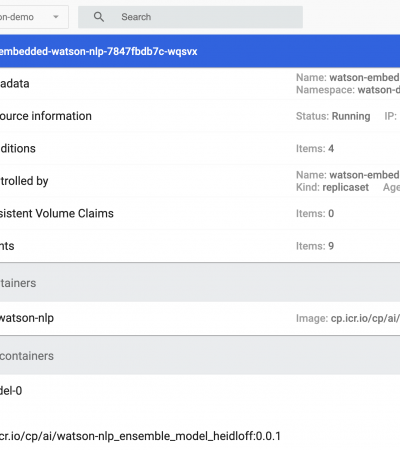 on-demo Search
embedded-watson-nlp-7847fbdb7c-wqsvx
adata Name: watson-embed
Namespace: watson-d
ource information Status: Running IP:
ditions Items: 4
trolled by Name: watson-embed
Kind: replicaset Age
sistent Volume Claims Items: 0
nts Items: 9
tainers
watson-nlp Image: cp.icr.io/cp/ai/
containers
del-0
cr.io/cp/ai/watson-nlp_ensemble_model_heidloff:0.0.1